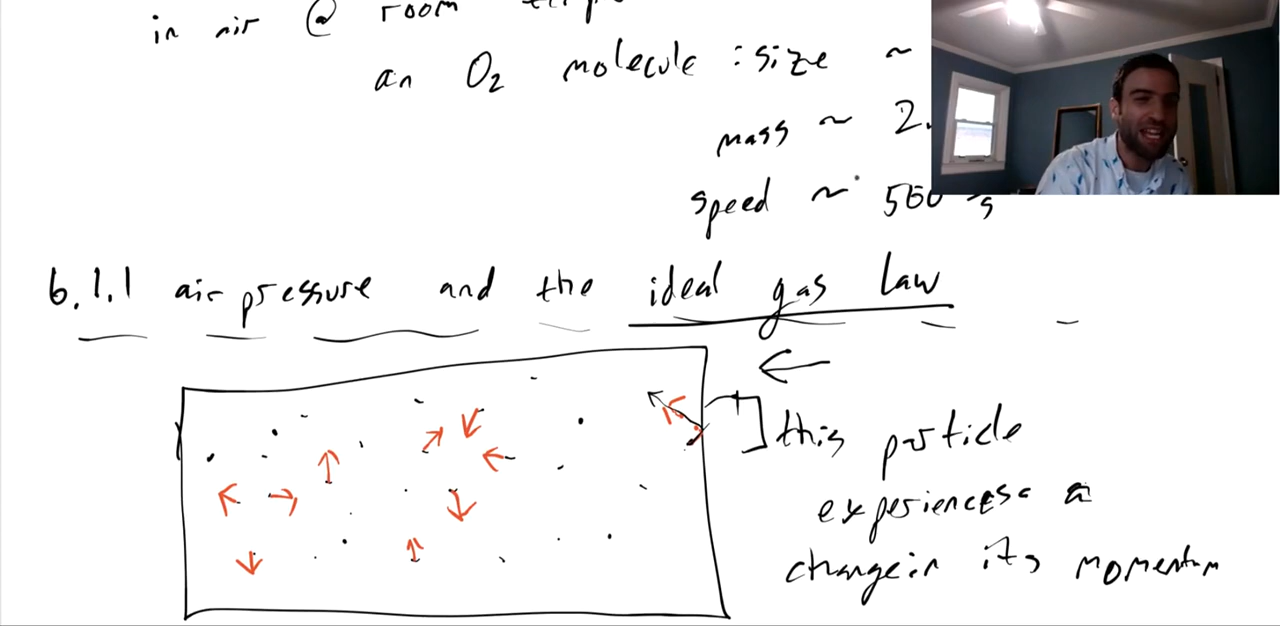 in air @ room
an O2 molecule : size ~
mass ~ 2.
speed ~ 500 m/s
6.1.1 air pressure and the ideal gas law
this particle
experiences a
change in its momentum